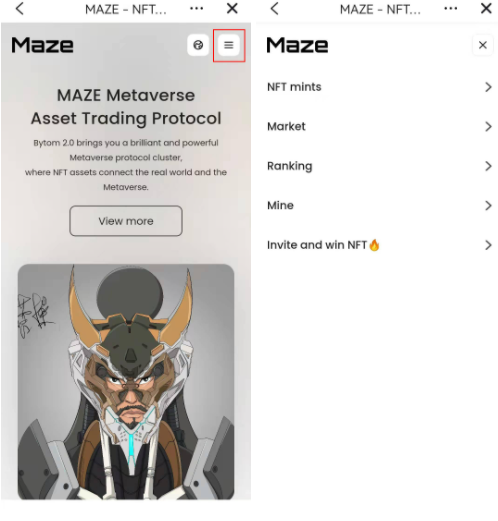 MAZE - NFT...
Maze
MAZE Metaverse
Asset Trading Protocol
Bytom 2.0 brings you a brilliant and powerful
Metaverse protocol cluster,
where NFT assets connect the real world and the
Metaverse.
View more
MAZE - NFT...
Maze
NFT mints
Market
Ranking
Mine
Invite and win NFT🔥